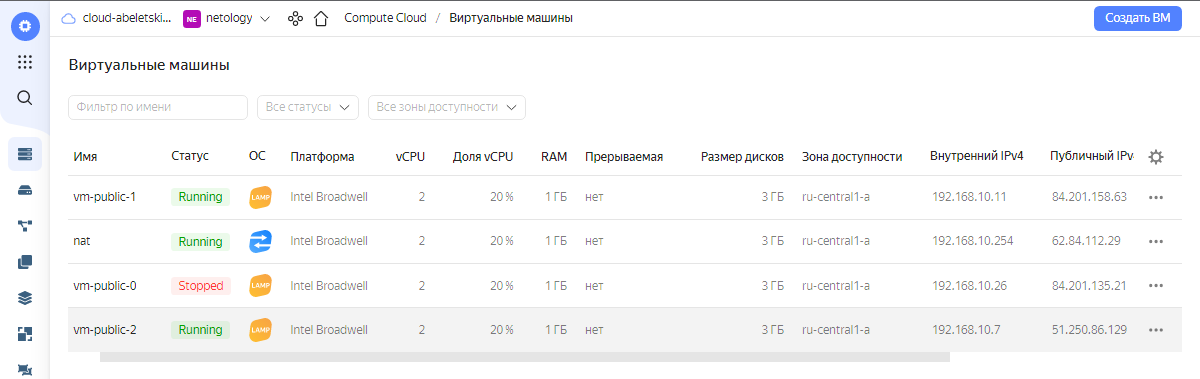 cloud-abeletski... NE netology Compute Cloud / Виртуальные машины Создать ВМ
Виртуальные машины
Фильтр по имени Все статусы Все зоны доступности
Имя Статус ОС Платформа vCPU Доля vCPU RAM Прерываемая Размер дисков Зона доступности Внутренний IPv4 Публичный IPv
vm-public-1 Running LAMP Intel Broadwell 2 20 % 1 ГБ нет 3 ГБ ru-central1-a 192.168.10.11 84.201.158.63 •••
nat Running Intel Broadwell 2 20 % 1 ГБ нет 3 ГБ ru-central1-a 192.168.10.254 62.84.112.29 •••
vm-public-0 Stopped LAMP Intel Broadwell 2 20 % 1 ГБ нет 3 ГБ ru-central1-a 192.168.10.26 84.201.135.21 •••
vm-public-2 Running LAMP Intel Broadwell 2 20 % 1 ГБ нет 3 ГБ ru-central1-a 192.168.10.7 51.250.86.129 •••